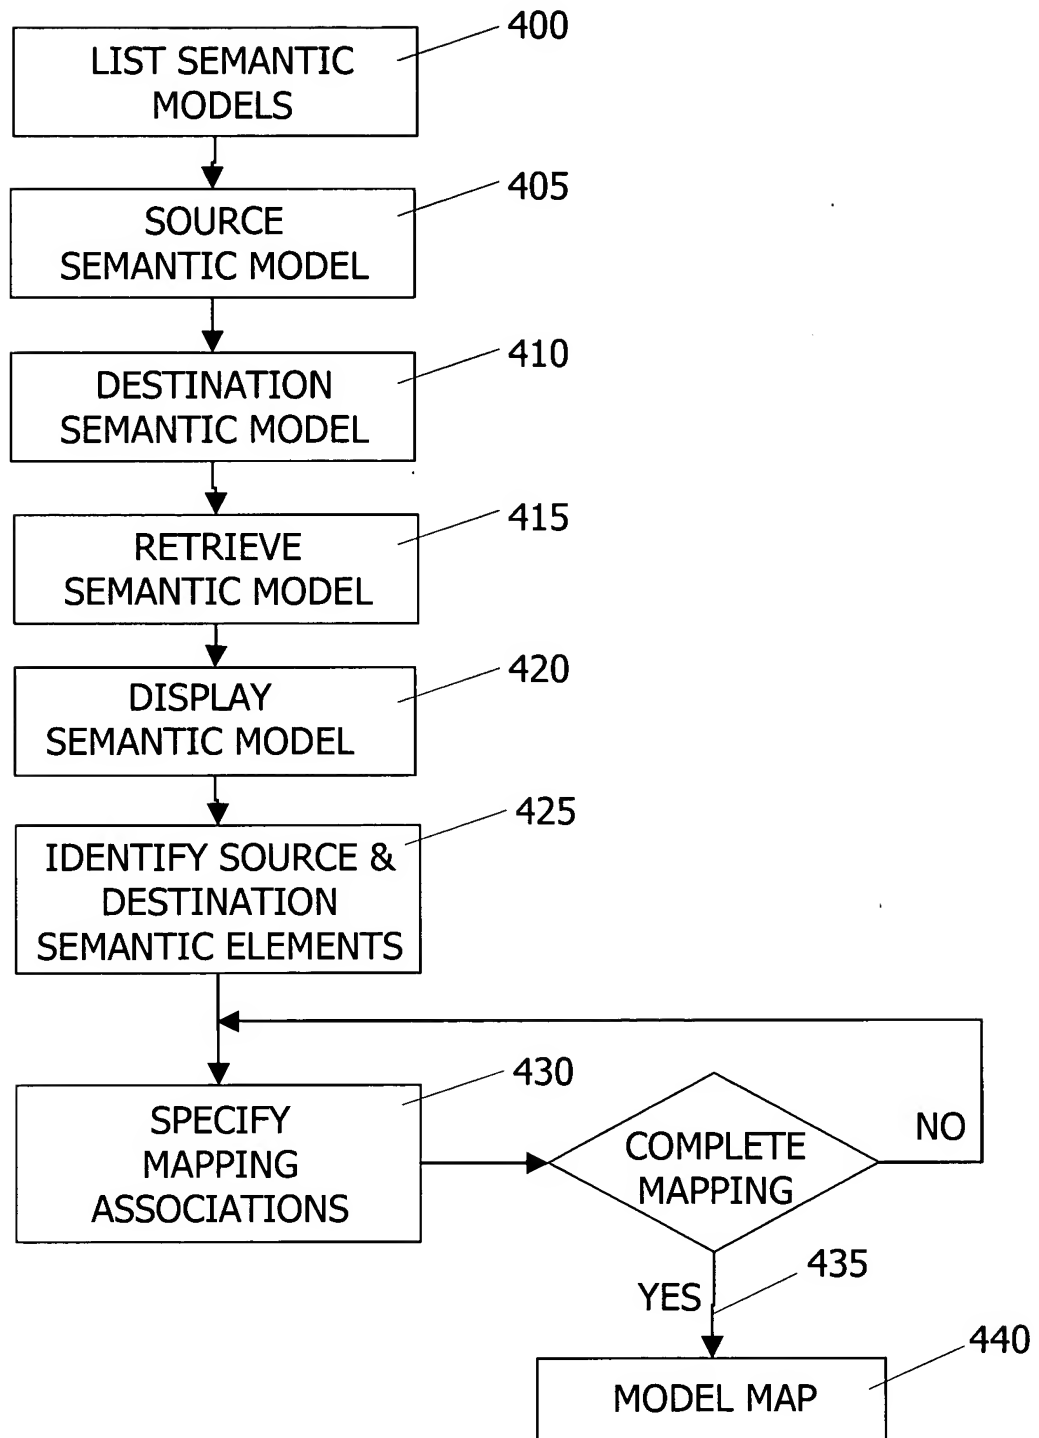 400
LIST SEMANTIC
MODELS
405
SOURCE
SEMANTIC MODEL
410
DESTINATION
SEMANTIC MODEL
415
RETRIEVE
SEMANTIC MODEL
420
DISPLAY
SEMANTIC MODEL
425
IDENTIFY SOURCE &
DESTINATION
SEMANTIC ELEMENTS
430
SPECIFY
MAPPING
ASSOCIATIONS
COMPLETE
MAPPING
NO
YES
435
440
MODEL MAP